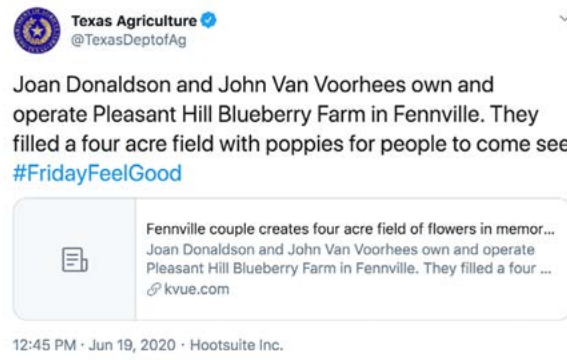 Texas Agriculture
@TexasDeptofAg
Joan Donaldson and John Van Voorhees own and
operate Pleasant Hill Blueberry Farm in Fennville. They
filled a four acre field with poppies for people to come see
#FridayFeelGood
Fennville couple creates four acre field of flowers in memor...
Joan Donaldson and John Van Voorhees own and operate
Pleasant Hill Blueberry Farm in Fennville. They filled a four ...
kvue.com
12:45 PM · Jun 19, 2020 · Hootsuite Inc.